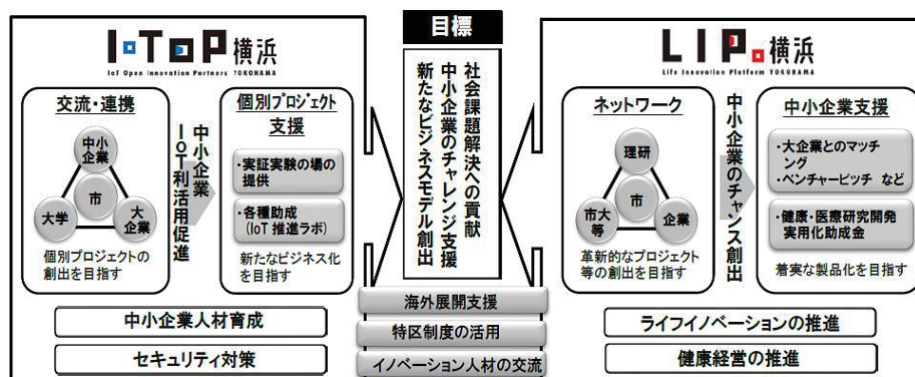 目標
I・TOP横浜
IoT Open Innovation Partners YOKOHAMA
交流・連携
中小
企業
市
大学
大
企業
個別プロジェクトの
創出を目指す
中小企業
IOT利活用促進
個別プロジェクト
支援
・実証実験の場の
提供
・各種助成
(IoT 推進ラボ)
新たなビジネス化
を目指す
中小企業人材育成
セキュリティ対策
社会課題解決への貢献
中小企業のチャレンジ支援
新たなビジネスモデル創出
海外展開支援
特区制度の活用
イノベーション人材の交流
LIP.横浜
Life Innovation Platform YOKOHAMA
ネットワーク
理研
市
市大
等
企業
革新的なプロジェクト
等の創出を目指す
中小企業のチャンス創出
中小企業支援
・大企業とのマッチ
ング
・ベンチャーピッチ など
・健康・医療研究開発
実用化助成金
着実な製品化を目指す
ライフイノベーションの推進
健康経営の推進